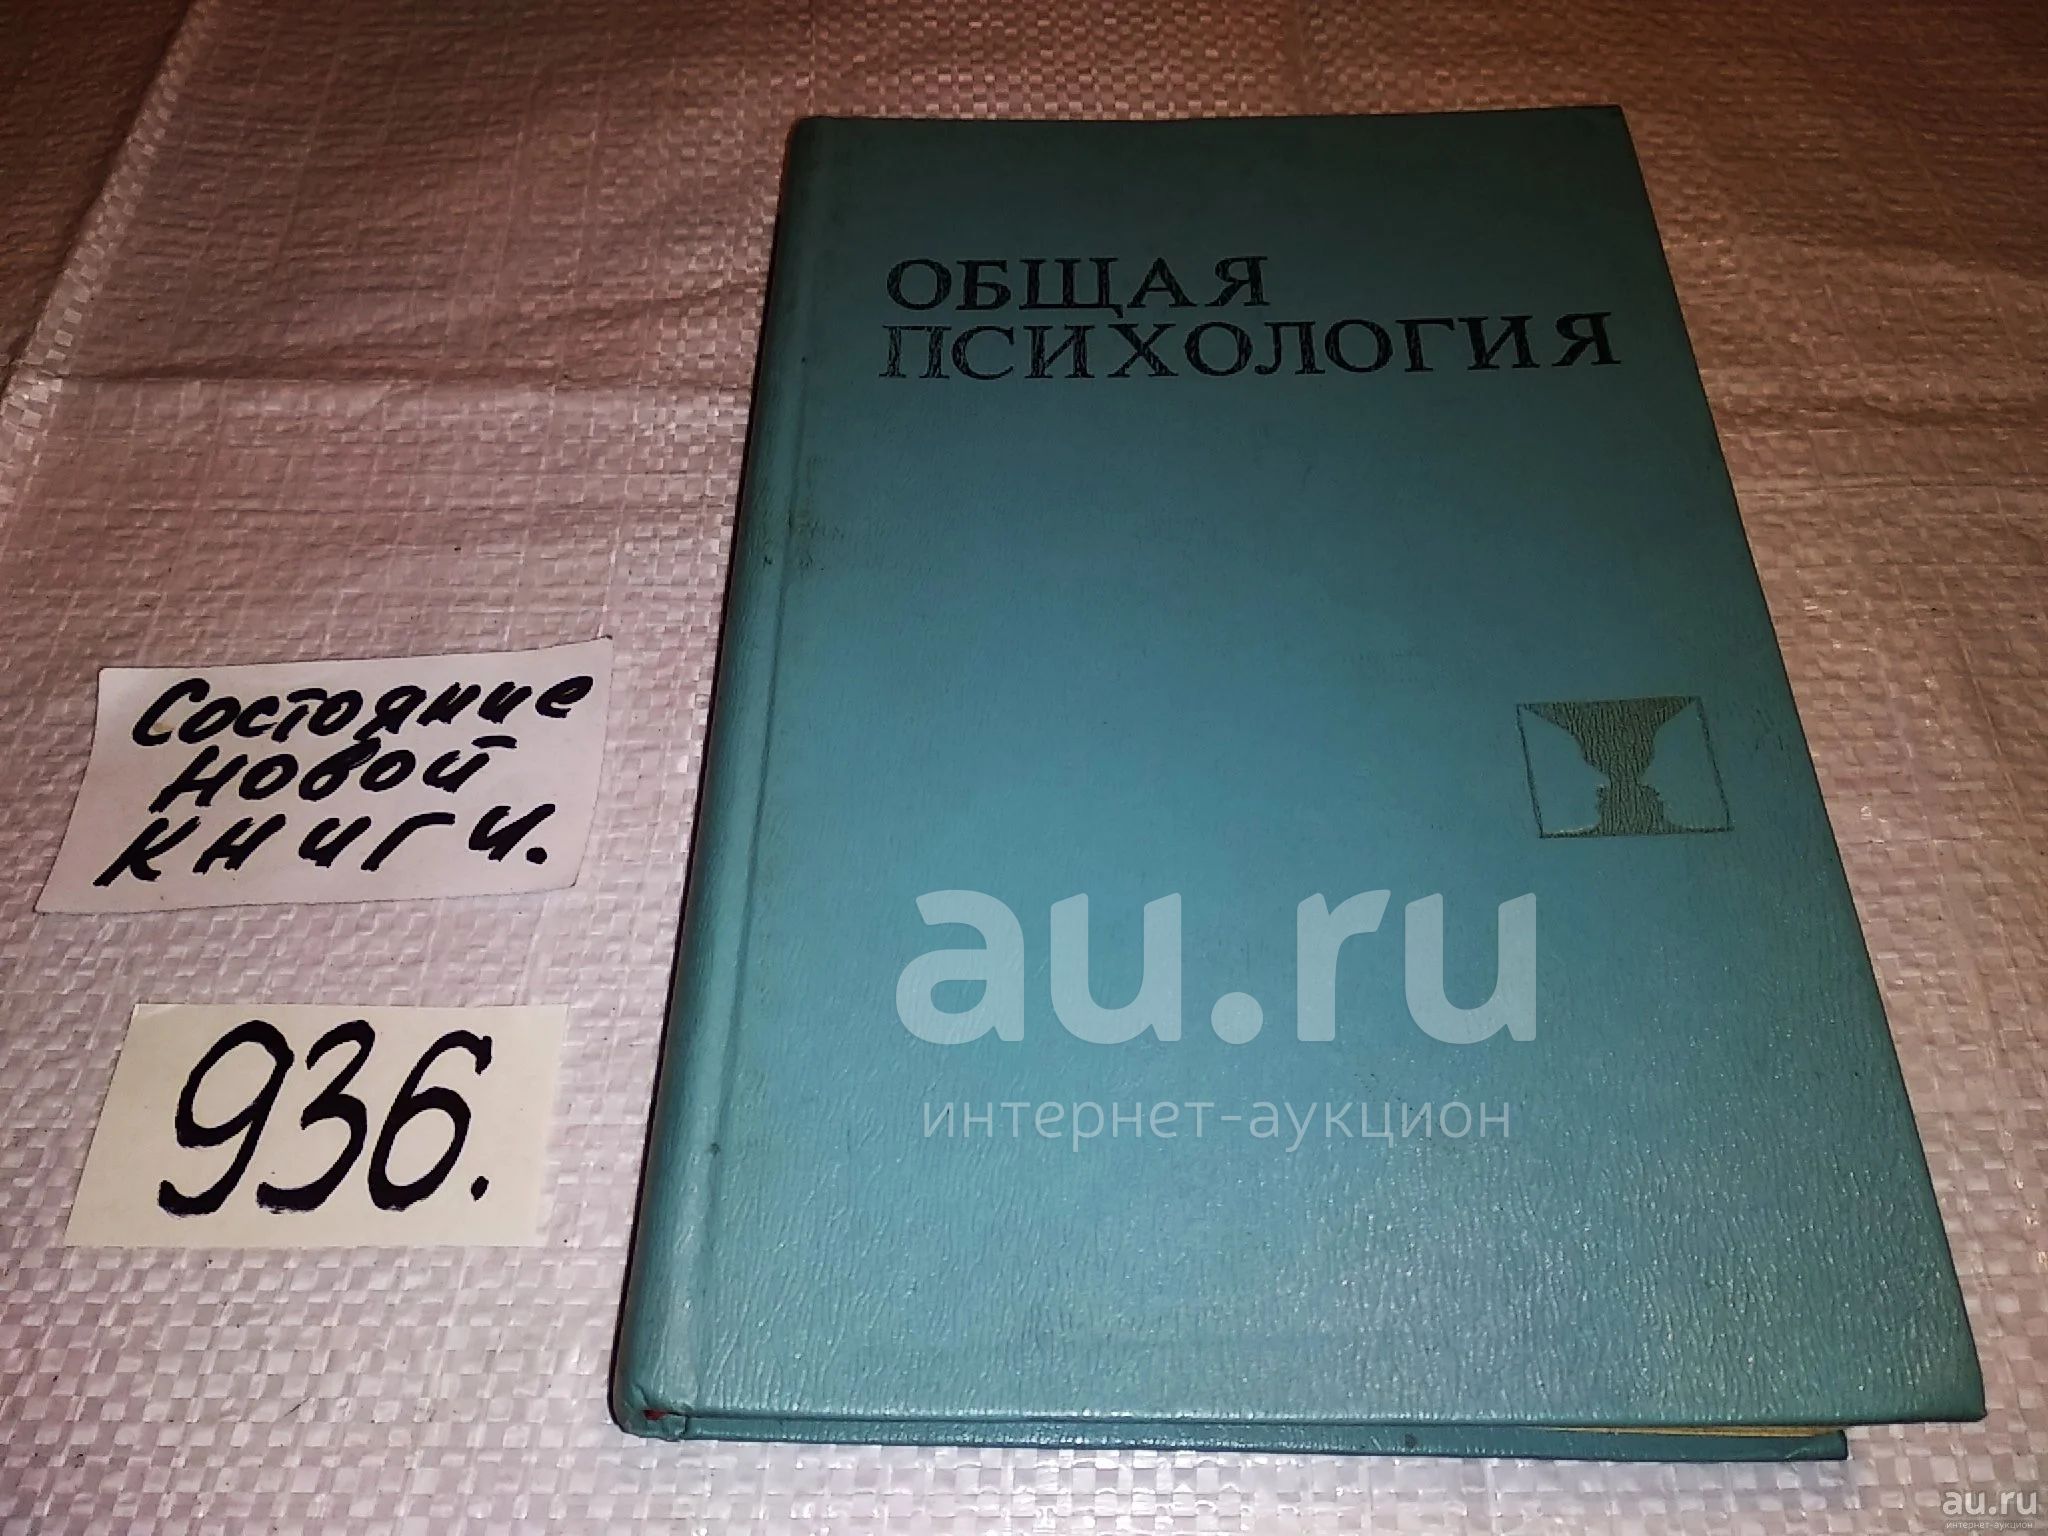 ОБЩАЯ
ПСИХОЛОГИЯ
Состояние
новой
книги.
936.
au.ru
интернет-аукцион
au.ru
интернет-аукцион